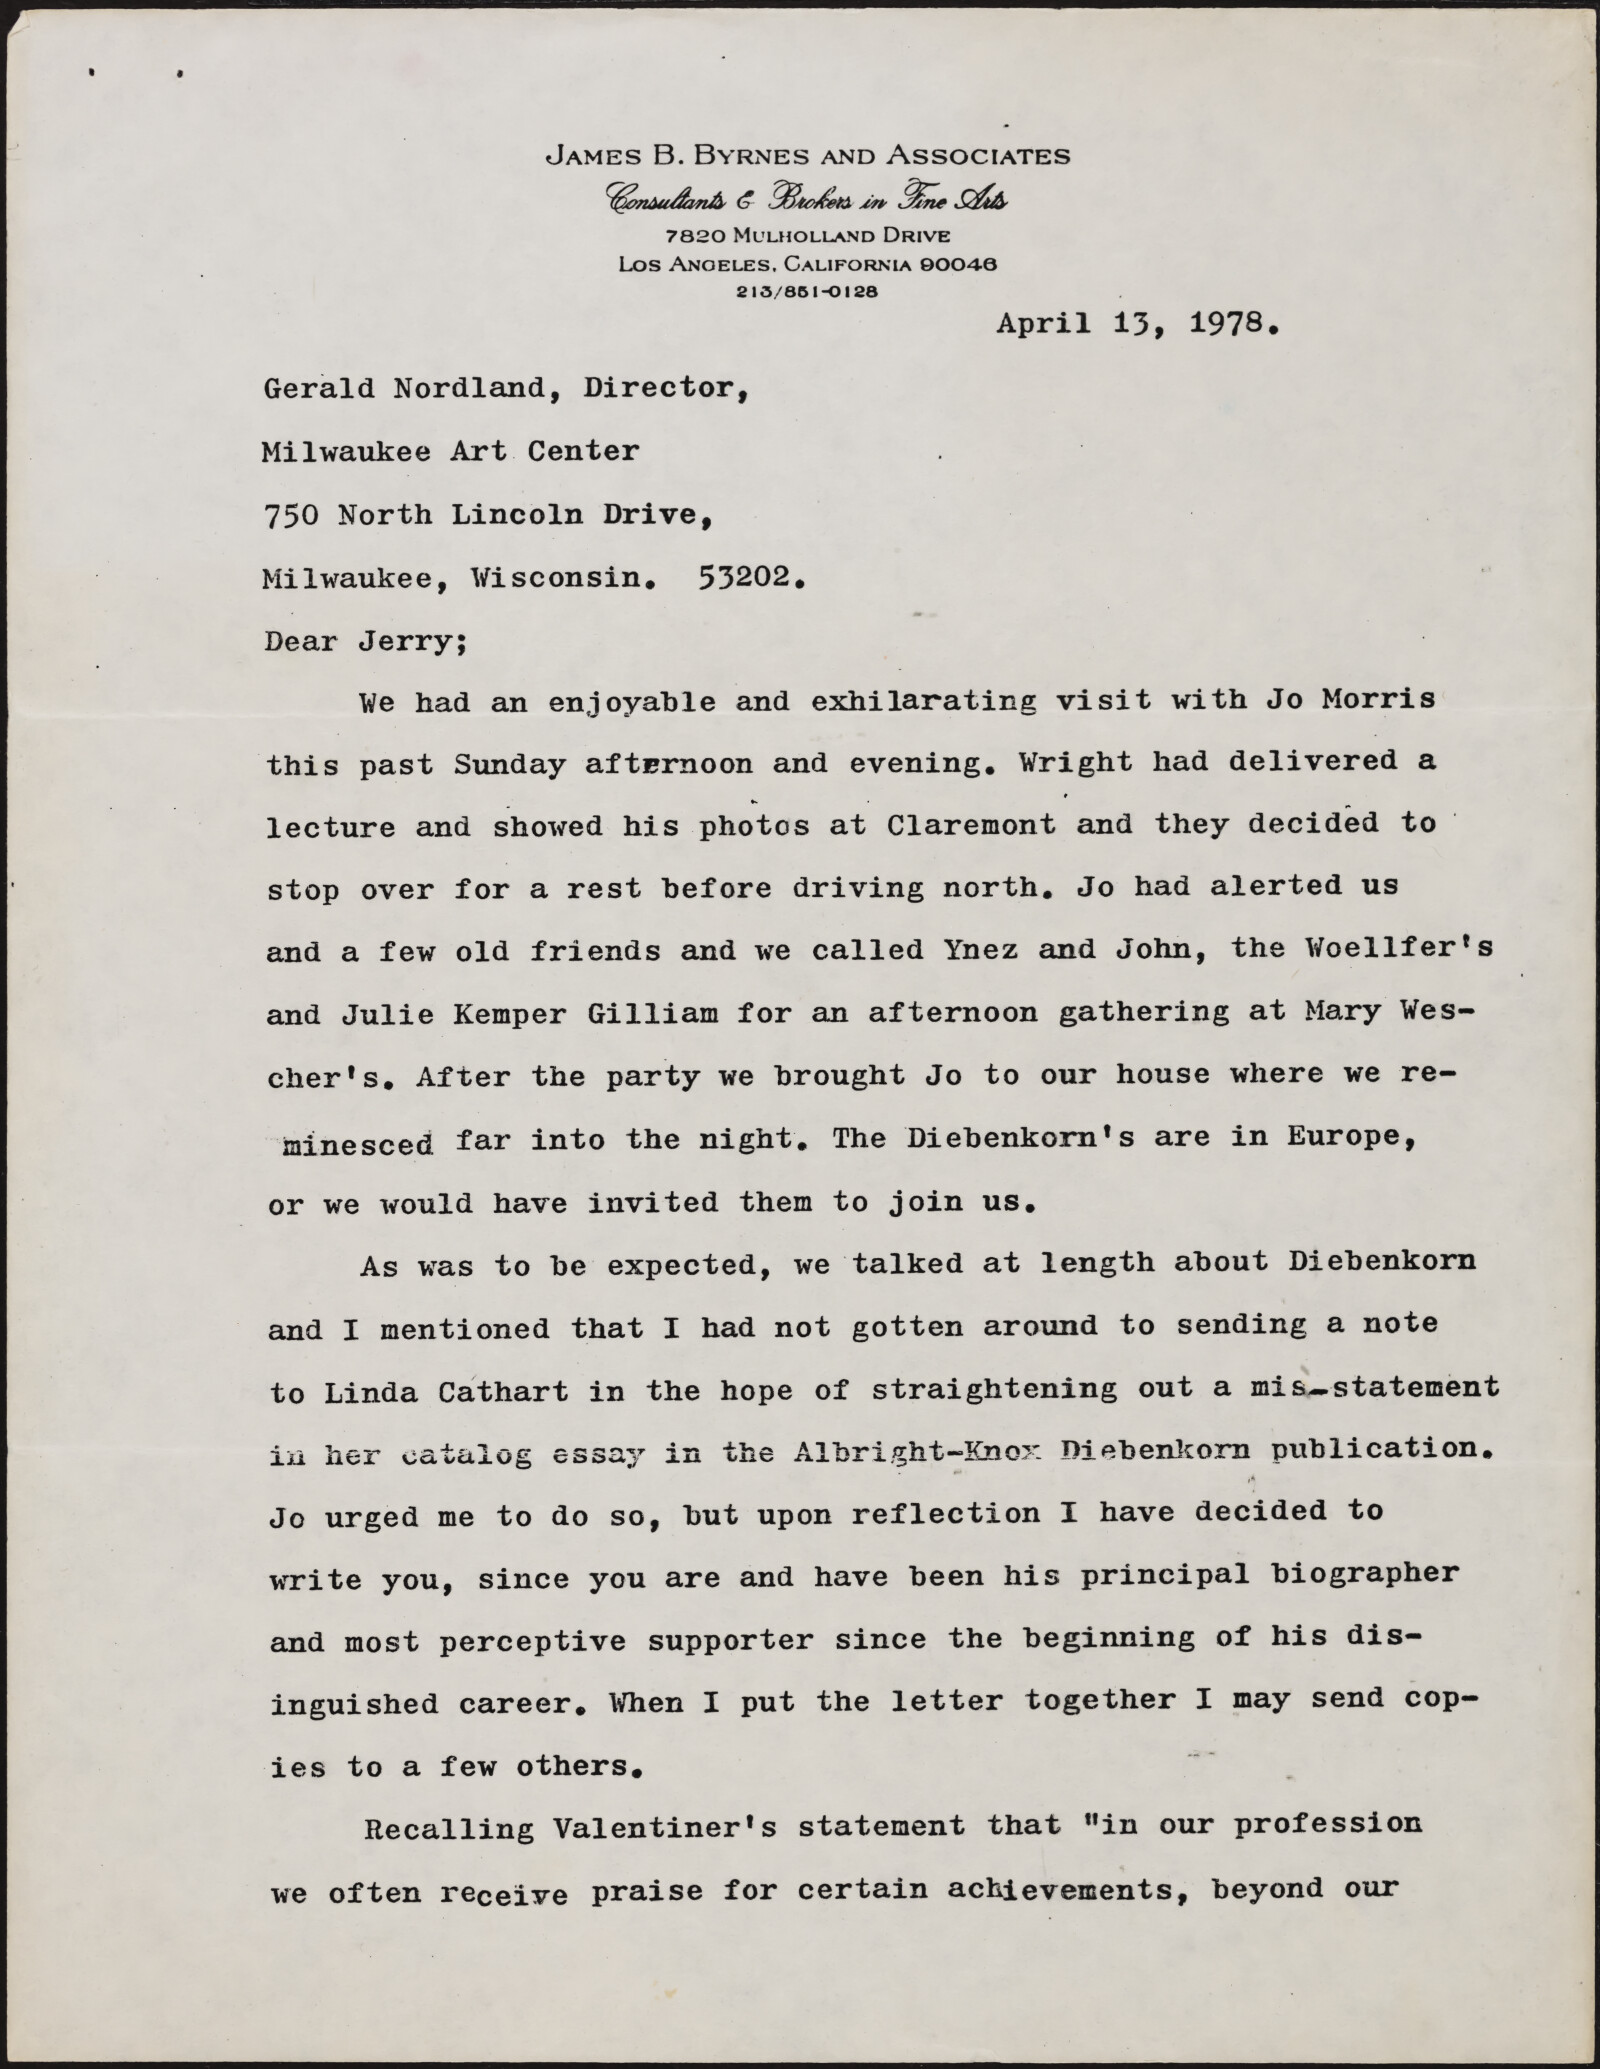 JAMES B. BYRNES AND ASSOCIATES
Consultants & Brokers in Fine Arts
7820 MULHOLLAND DRIVE
LOS ANGELES, CALIFORNIA 90046
213/851-0128
April 13, 1978.
Gerald Nordland, Director,
Milwaukee Art Center
750 North Lincoln Drive,
Milwaukee, Wisconsin. 53202.
Dear Jerry;
We had an enjoyable and exhilarating visit with Jo Morris
this past Sunday afternoon and evening. Wright had delivered a
lecture and showed his photos at Claremont and they decided to
stop over for a rest before driving north. Jo had alerted us
and a few old friends and we called Ynez and John, the Woellfer's
and Julie Kemper Gilliam for an afternoon gathering at Mary Wes-
cher's. After the party we brought Jo to our house where we re-
minesced far into the night. The Diebenkorn's are in Europe,
or we would have invited them to join us.
As was to be expected, we talked at length about Diebenkorn
and I mentioned that I had not gotten around to sending a note
to Linda Cathart in the hope of straightening out a mis-statement
in her catalog essay in the Albright-Knox Diebenkorn publication.
Jo urged me to do so, but upon reflection I have decided to
write you, since you are and have been his principal biographer
and most perceptive supporter since the beginning of his dis-
inguished career. When I put the letter together I may send cop-
ies to a few others.
Recalling Valentiner's statement that "in our profession
we often receive praise for certain achievements, beyond our